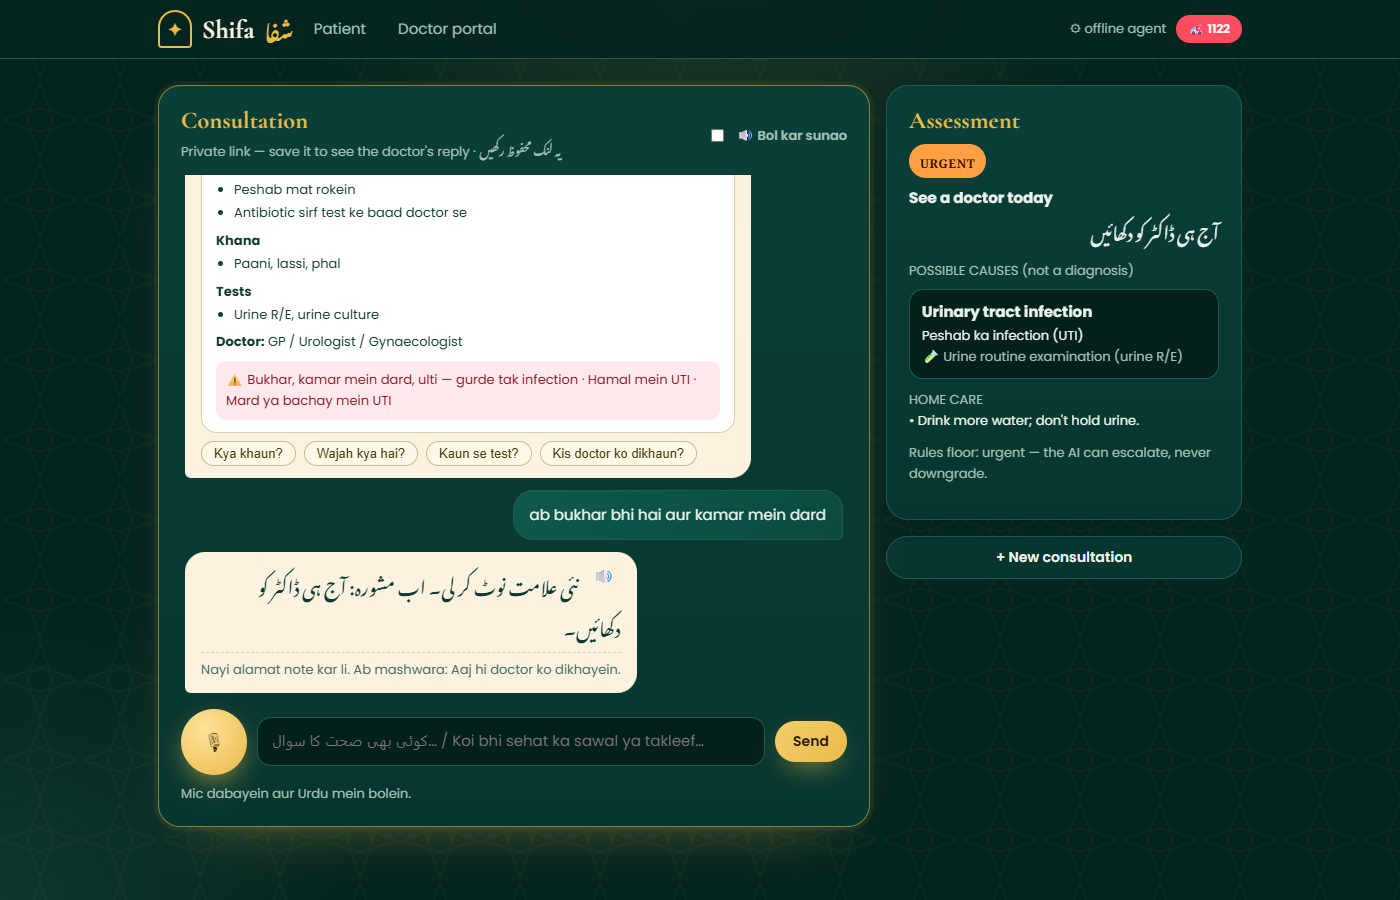 Shifa شفا
Patient
Doctor portal
offline agent
1122
Consultation
Private link — save it to see the doctor's reply · یہ لنک محفوظ رکھیں
Bol kar sunao
Peshab mat rokein
Antibiotic sirf test ke baad doctor se
Khana
Paani, lassi, phal
Tests
Urine R/E, urine culture
Doctor: GP / Urologist / Gynaecologist
Bukhar, kamar mein dard, ulti — gurde tak infection · Hamal mein UTI ·
Mard ya bachay mein UTI
Kya khaun?
Wajah kya hai?
Kaun se test?
Kis doctor ko dikhaun?
ab bukhar bhi hai aur kamar mein dard
نئی علامت نوٹ کر لی۔ اب مشورہ: آج ہی ڈاکٹر کو
دکھائیں۔
Nayi alamat note kar li. Ab mashwara: Aaj hi doctor ko dikhayein.
کوئی بھی صحت کا سوال… / Koi bhi sehat ka sawal ya takleef…
Send
Mic dabayein aur Urdu mein bolein.
Assessment
URGENT
See a doctor today
آج ہی ڈاکٹر کو دکھائیں
POSSIBLE CAUSES (not a diagnosis)
Urinary tract infection
Peshab ka infection (UTI)
Urine routine examination (urine R/E)
HOME CARE
• Drink more water; don't hold urine.
Rules floor: urgent — the AI can escalate, never
downgrade.
+ New consultation